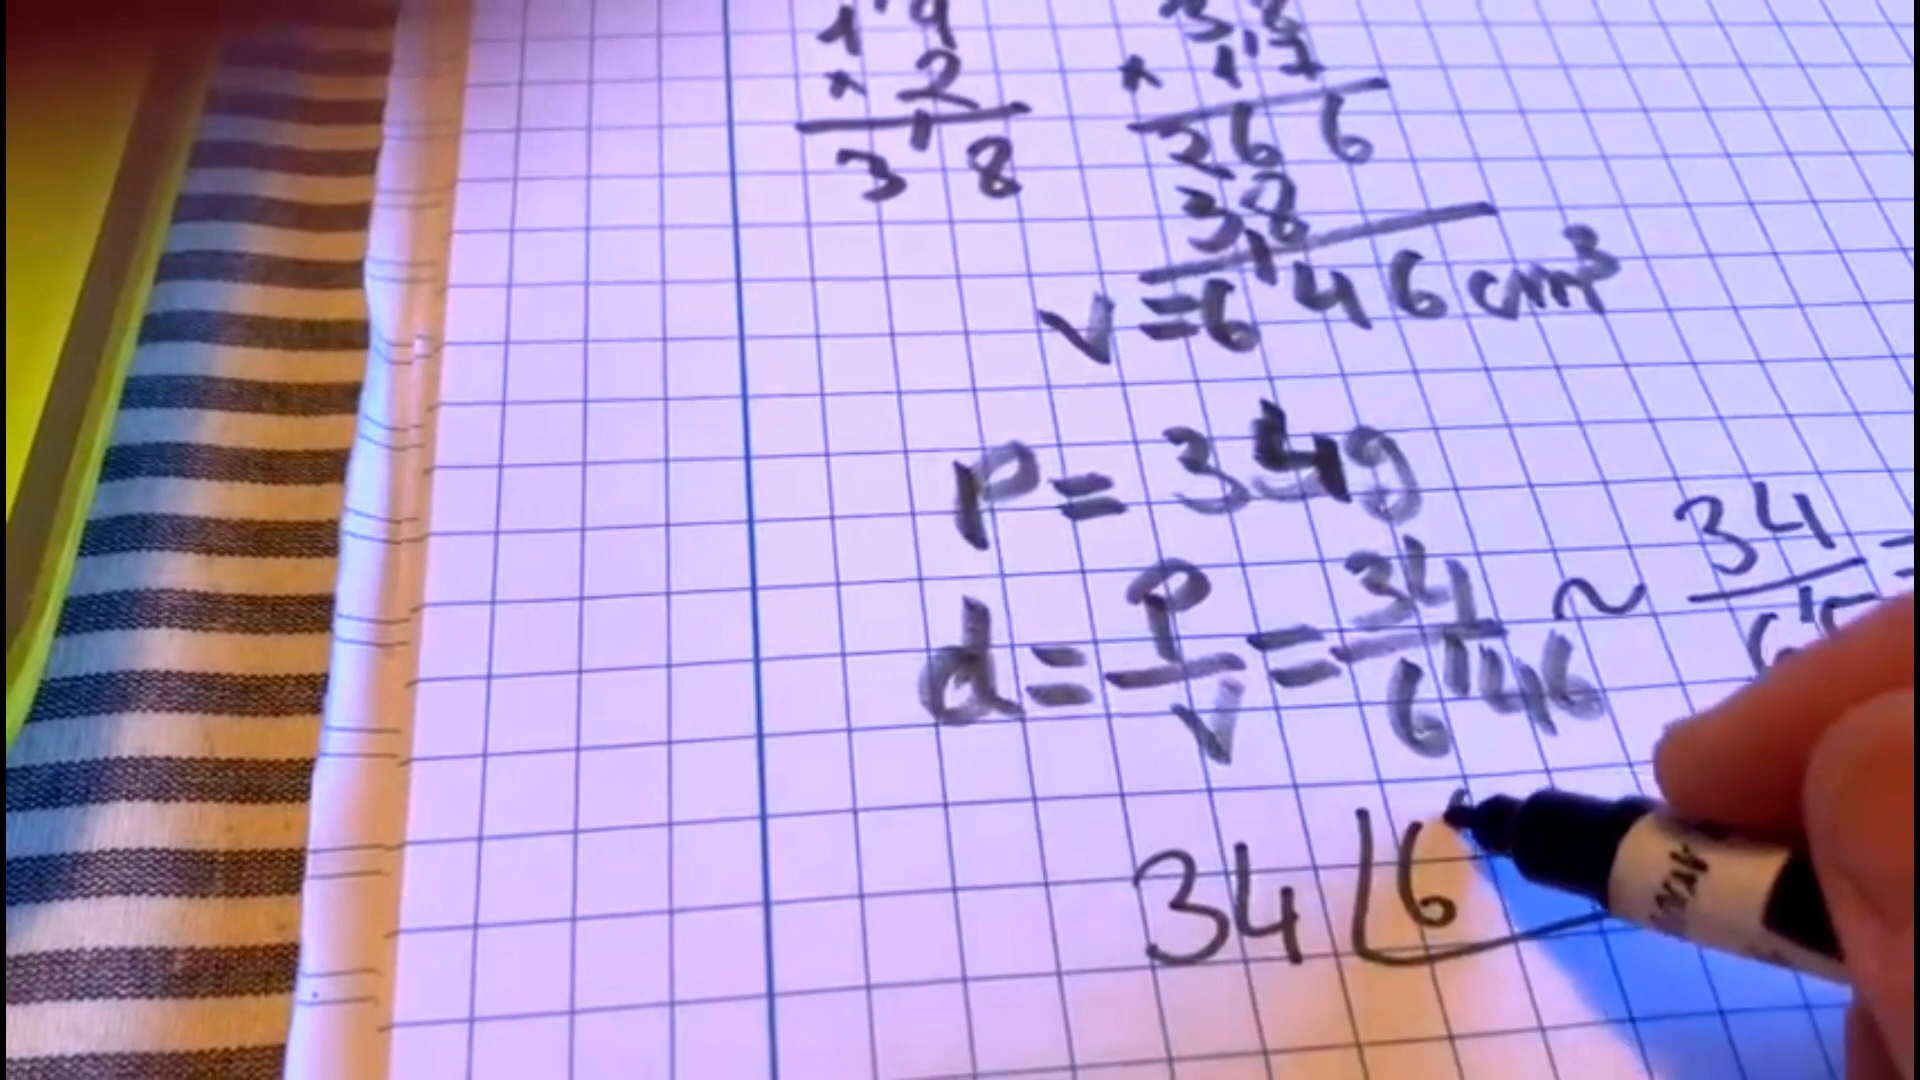 1'9 3'8
× 2 × 1'7
3'8 266
38
V = 6'46 cm³
P = 34g
d = P/V = 34/6'46 ~ 34/6'5 =
34 6